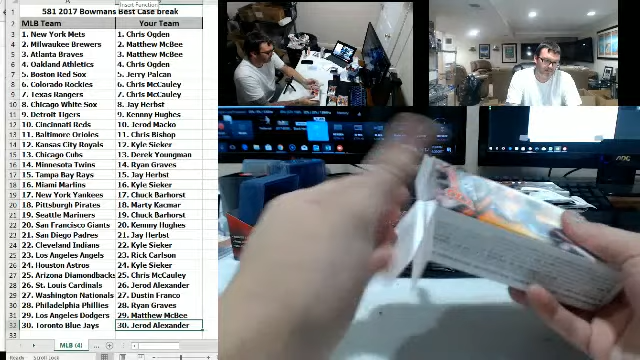 Insert Function
581 2017 Bowmans Best Case break
MLB Team Your Team
1. New York Mets 1. Chris Ogden
2. Milwaukee Brewers 2. Matthew McBee
3. Atlanta Braves 3. Matthew McBee
4. Oakland Athletics 4. Chris Ogden
5. Boston Red Sox 5. Jerry Palcan
6. Colorado Rockies 6. Chris McCauley
7. Texas Rangers 7. Chris McCauley
8. Chicago White Sox 8. Jay Herbst
9. Detroit Tigers 9. Kennny Hughes
10. Cincinnati Reds 10. Jerod Macko
11. Baltimore Orioles 11. Chris Bishop
12. Kansas City Royals 12. Kyle Sieker
13. Chicago Cubs 13. Derek Youngman
14. Minnesota Twins 14. Ryan Graves
15. Tampa Bay Rays 15. Jay Herbst
16. Miami Marlins 16. Kyle Sieker
17. New York Yankees 17. Chuck Barhorst
18. Pittsburgh Pirates 18. Marty Kacmar
19. Seattle Mariners 19. Chuck Barhorst
20. San Francisco Giants 20. Kemmy Hughes
21. San Diego Padres 21. Jay Herbst
22. Cleveland Indians 22. Kyle Sieker
23. Los Angeles Angels 23. Rick Carlson
24. Houston Astros 24. Kyle Sieker
25. Arizona Diamondbacks 25. Chris McCauley
26. St. Louis Cardinals 26. Jerod Alexander
27. Washington Nationals 27. Dustin Franco
28. Philadelphia Phillies 28. Ryan Graves
29. Los Angeles Dodgers 29. Matthew McBee
30. Toronto Blue Jays 30. Jerod Alexander
MLB (4)
Ready Scroll Lock